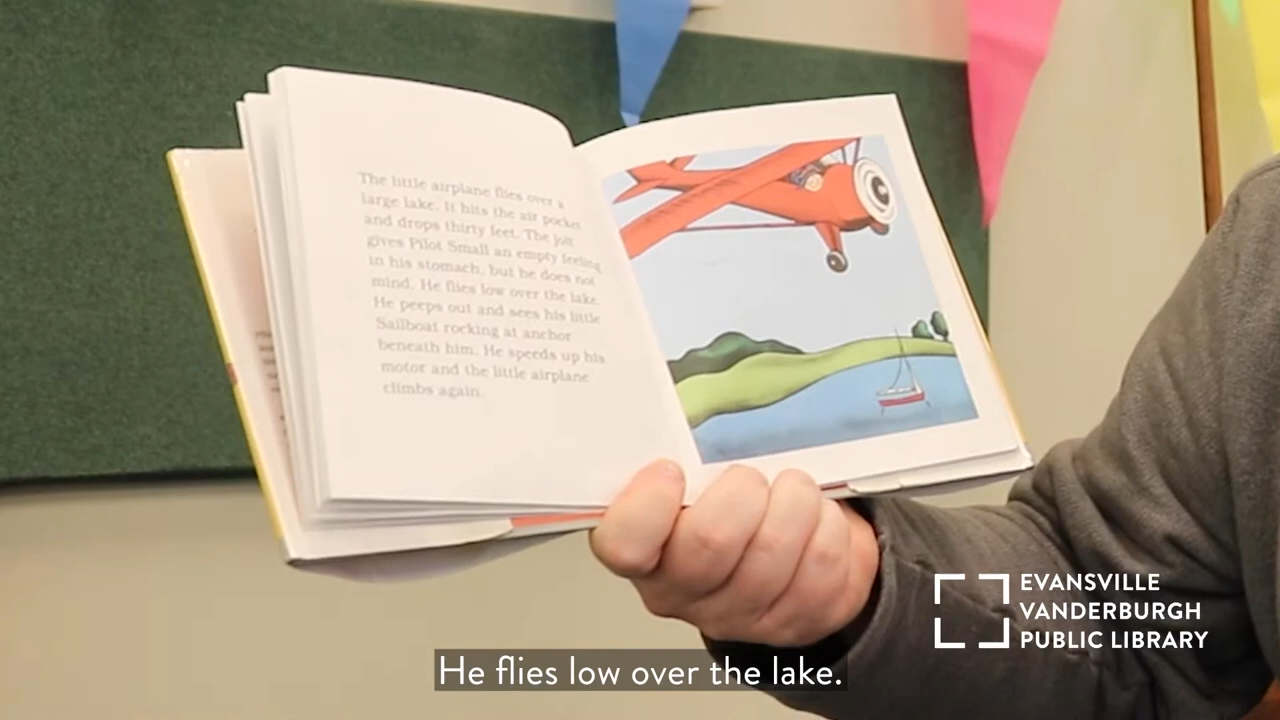 The little airplane flies over a
large lake. It hits the air pocket
and drops thirty feet. The jolt
gives Pilot Small an empty feeling
in his stomach, but he does not
mind. He flies low over the lake.
He peeps out and sees his little
Sailboat rocking at anchor
beneath him. He speeds up his
motor and the little airplane
climbs again.
EVANSVILLE
VANDERBURGH
PUBLIC LIBRARY
He flies low over the lake.